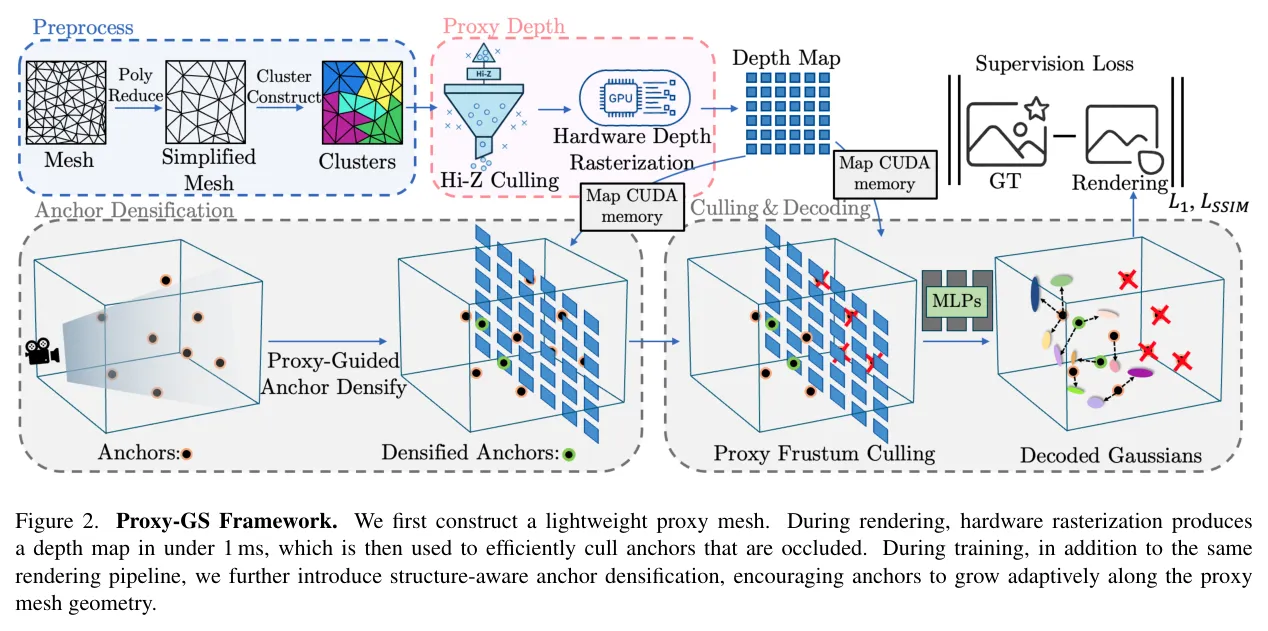 Preprocess
Proxy Depth
Poly
Reduce
Cluster
Construct
Mesh
Simplified
Mesh
Clusters
Hi-Z
Hi-Z Culling
GPU
Hardware Depth
Rasterization
Depth Map
Supervision Loss
GT
Rendering
L₁, L_SSIM
Map CUDA
memory
Map CUDA
memory
Anchor Densification
Proxy-Guided
Anchor Densify
Anchors:
Densified Anchors:
Culling & Decoding
MLPs
Proxy Frustum Culling
Decoded Gaussians
Figure 2. Proxy-GS Framework. We first construct a lightweight proxy mesh. During rendering, hardware rasterization produces
a depth map in under 1 ms, which is then used to efficiently cull anchors that are occluded. During training, in addition to the same
rendering pipeline, we further introduce structure-aware anchor densification, encouraging anchors to grow adaptively along the proxy
mesh geometry.